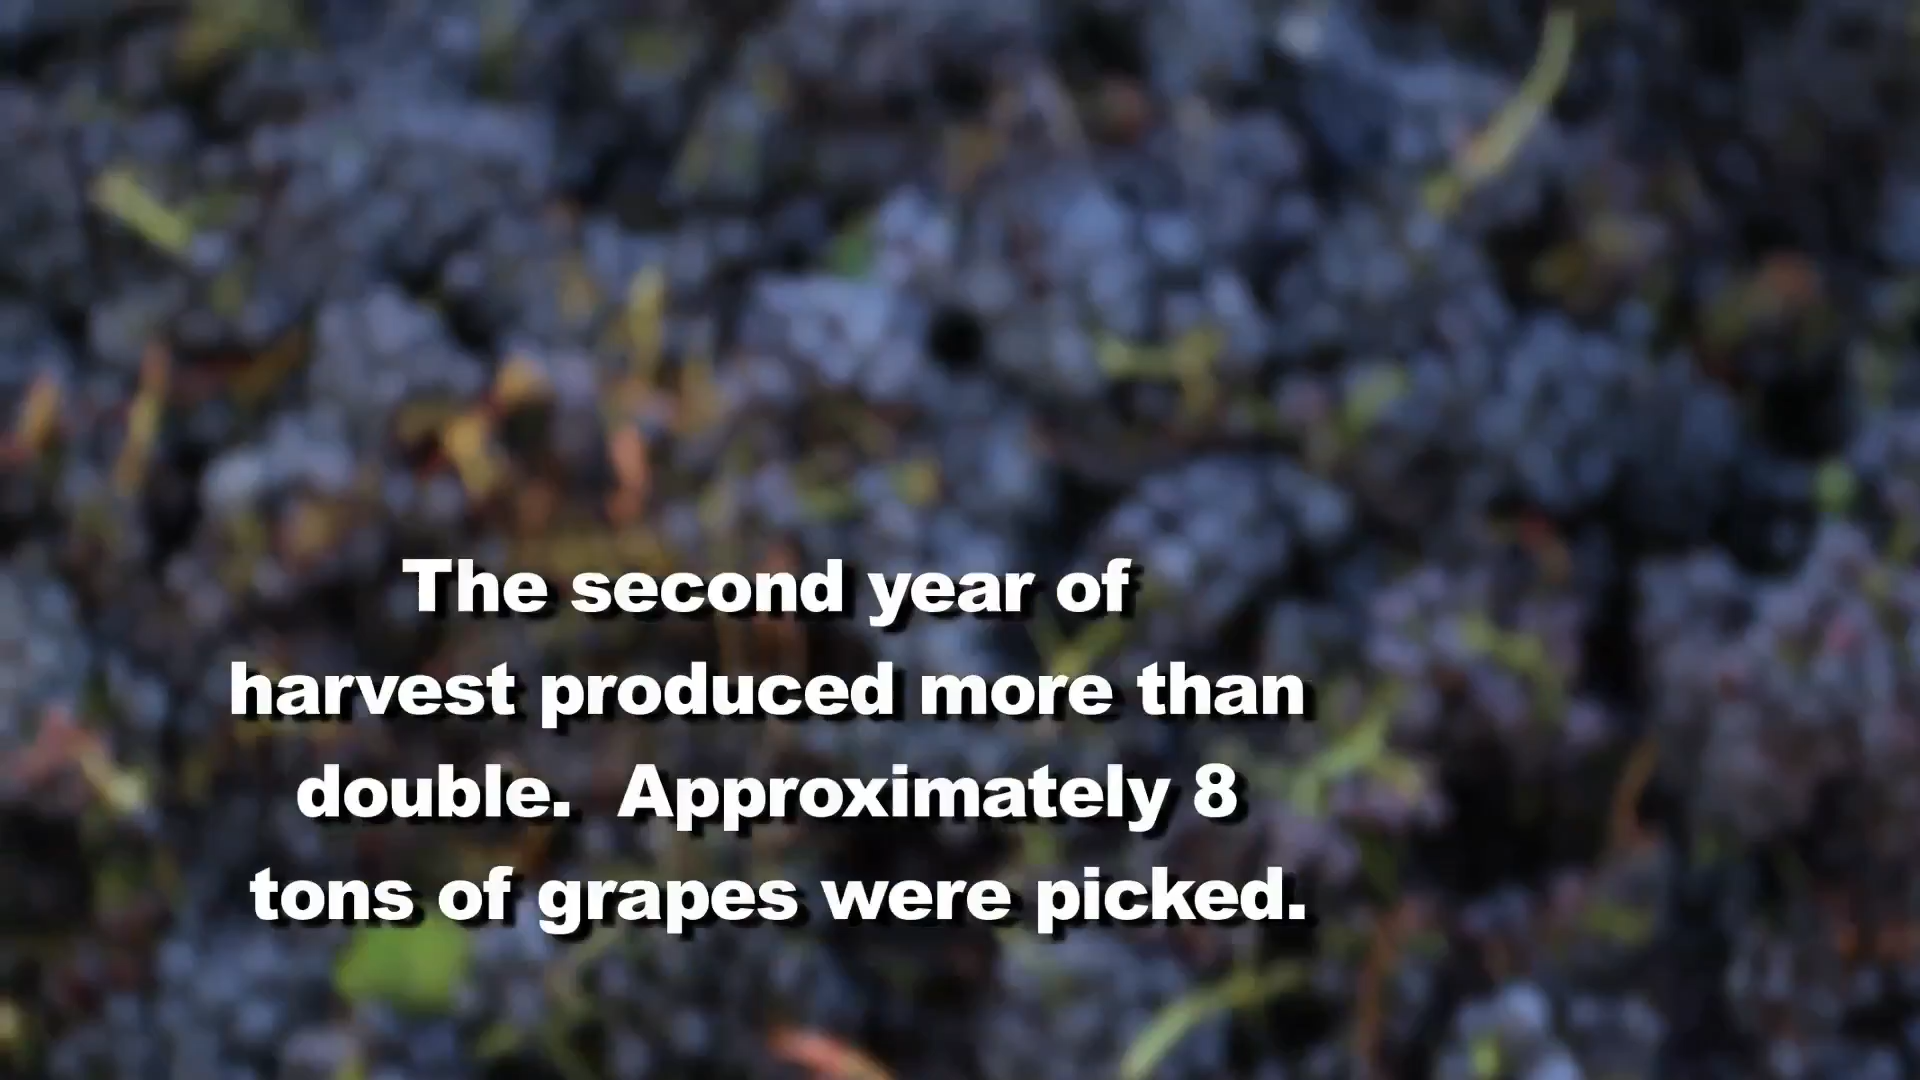 The second year of
harvest produced more than
double.  Approximately 8
tons of grapes were picked.